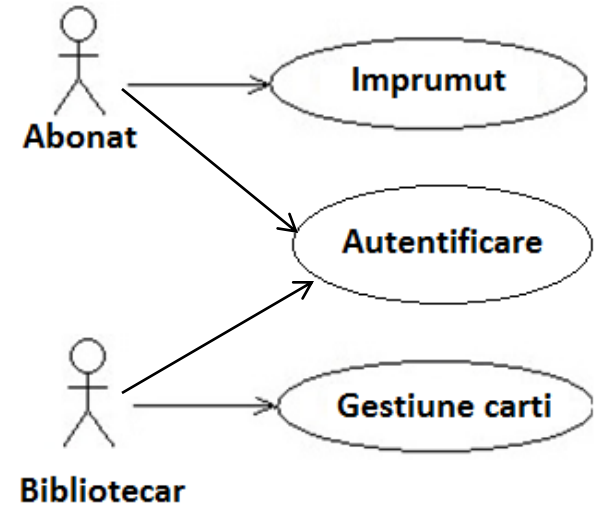 Imprumut
Abonat
Autentificare
Gestiune carti
Bibliotecar